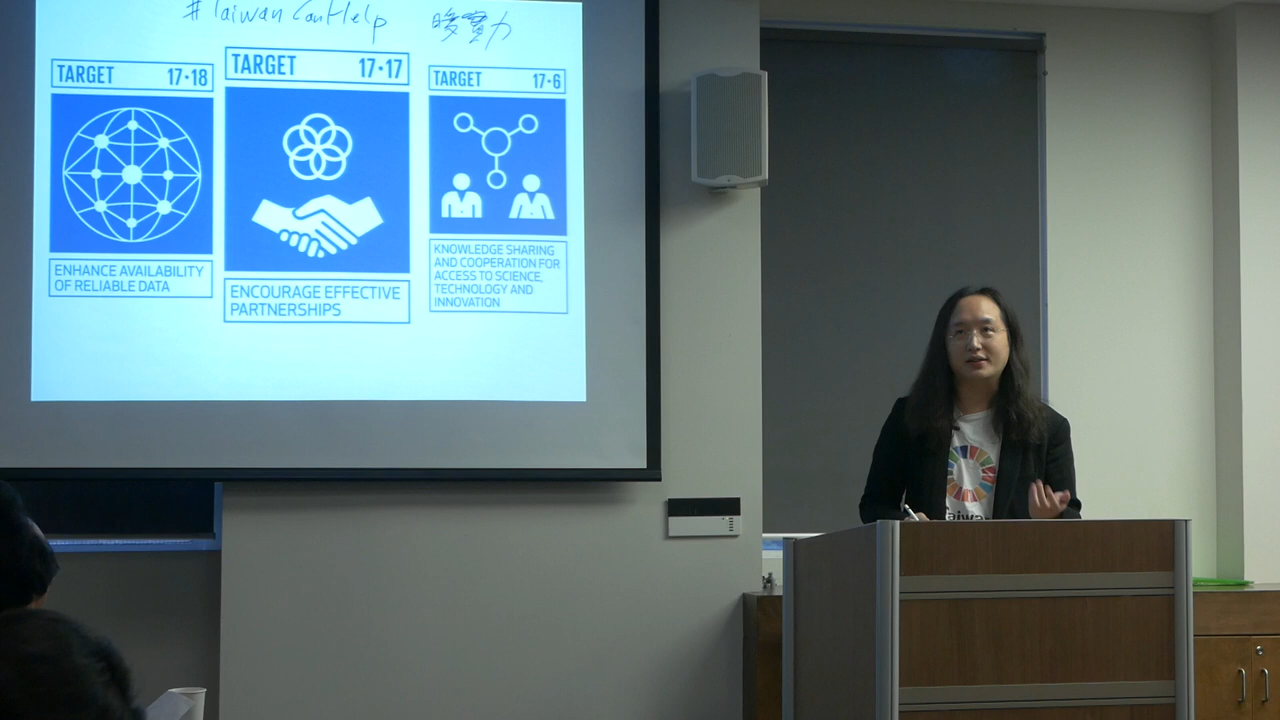 #TaiwanCanHelp 暖實力
TARGET 17·18
ENHANCE AVAILABILITY
OF RELIABLE DATA
TARGET 17·17
ENCOURAGE EFFECTIVE
PARTNERSHIPS
TARGET 17·6
KNOWLEDGE SHARING
AND COOPERATION FOR
ACCESS TO SCIENCE,
TECHNOLOGY AND
INNOVATION
Taiwan